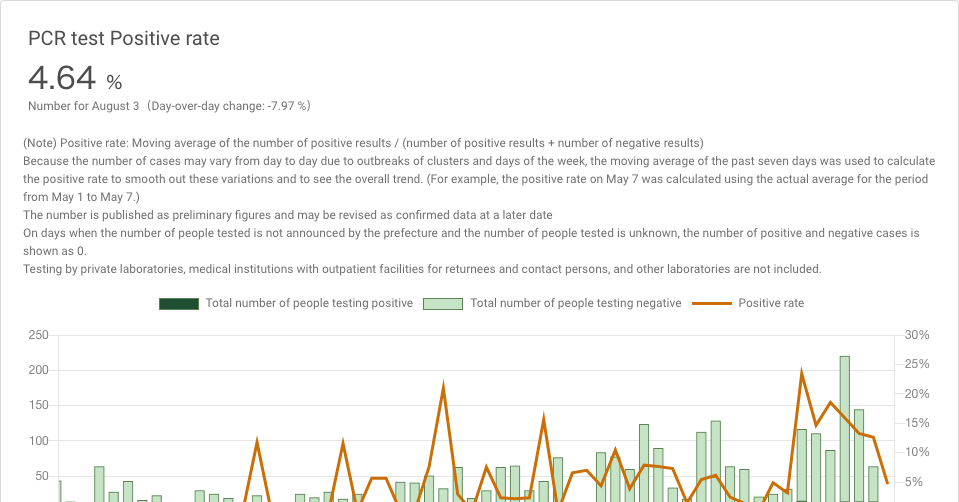 PCR test Positive rate
4.64 %
Number for August 3（Day-over-day change: -7.97 %）
(Note) Positive rate: Moving average of the number of positive results / (number of positive results + number of negative results)
Because the number of cases may vary from day to day due to outbreaks of clusters and days of the week, the moving average of the past seven days was used to calculate
the positive rate to smooth out these variations and to see the overall trend. (For example, the positive rate on May 7 was calculated using the actual average for the period
from May 1 to May 7.)
The number is published as preliminary figures and may be revised as confirmed data at a later date
On days when the number of people tested is not announced by the prefecture and the number of people tested is unknown, the number of positive and negative cases is
shown as 0.
Testing by private laboratories, medical institutions with outpatient facilities for returnees and contact persons, and other laboratories are not included.
Total number of people testing positive Total number of people testing negative Positive rate
250 30%
25%
200
20%
150
15%
100
10%
50
5%